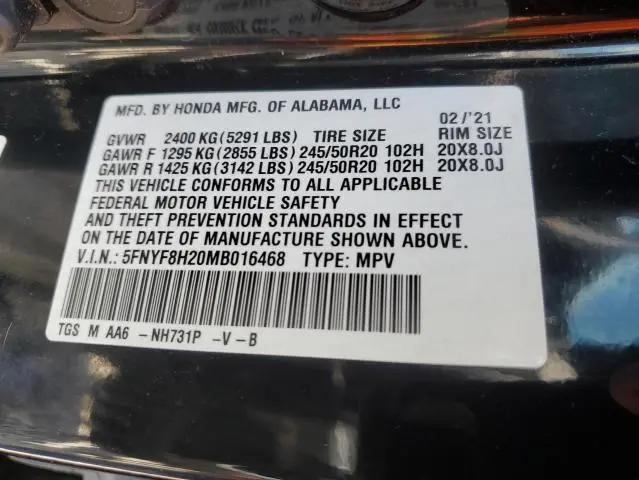 MFD. BY HONDA MFG. OF ALABAMA, LLC 02/'21
GVWR 2400 KG (5291 LBS) TIRE SIZE RIM SIZE
GAWR F 1295 KG (2855 LBS) 245/50R20 102H 20X8.0J
GAWR R 1425 KG (3142 LBS) 245/50R20 102H 20X8.0J
THIS VEHICLE CONFORMS TO ALL APPLICABLE
FEDERAL MOTOR VEHICLE SAFETY
AND THEFT PREVENTION STANDARDS IN EFFECT
ON THE DATE OF MANUFACTURE SHOWN ABOVE.
V.I.N.: 5FNYF8H20MB016468 TYPE: MPV
TGS M AA6 -NH731P -V -B